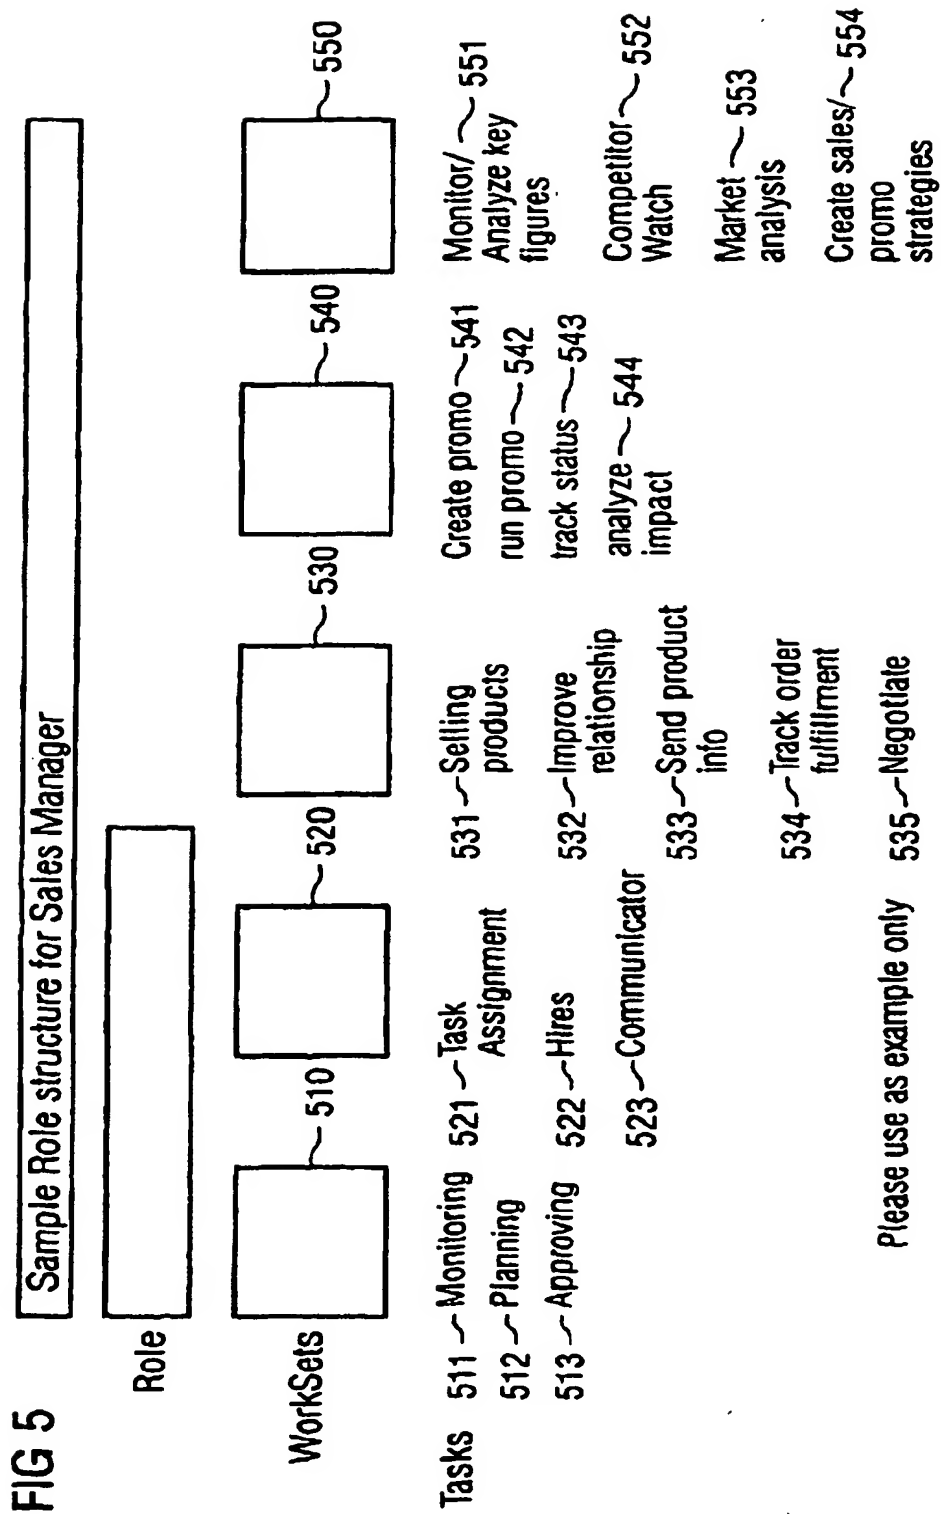 FIG 5
Sample Role structure for Sales Manager
Role
WorkSets
510
520
530
540
550
Tasks
511 Monitoring
512 Planning
513 Approving
521 Task
Assignment
522 Hires
523 Communicator
531 Selling
products
532 Improve
relationship
533 Send product
info
534 Track order
fulfillment
535 Negotiate
Create promo 541
run promo 542
track status 543
analyze 544
impact
Monitor/ 551
Analyze key
figures
Competitor 552
Watch
Market 553
analysis
Create sales/ 554
promo
strategies
Please use as example only